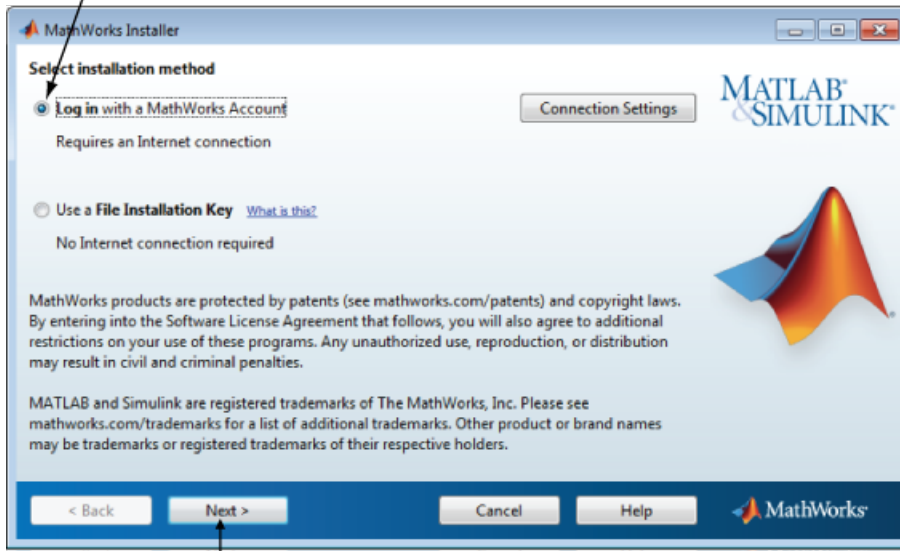 MathWorks Installer
Select installation method
Log in with a MathWorks Account
Connection Settings
MATLAB®
&SIMULINK®
Requires an Internet connection
Use a File Installation Key What is this?
No Internet connection required
MathWorks products are protected by patents (see mathworks.com/patents) and copyright laws.
By entering into the Software License Agreement that follows, you will also agree to additional
restrictions on your use of these programs. Any unauthorized use, reproduction, or distribution
may result in civil and criminal penalties.
MATLAB and Simulink are registered trademarks of The MathWorks, Inc. Please see
mathworks.com/trademarks for a list of additional trademarks. Other product or brand names
may be trademarks or registered trademarks of their respective holders.
< Back
Next >
Cancel
Help
MathWorks®